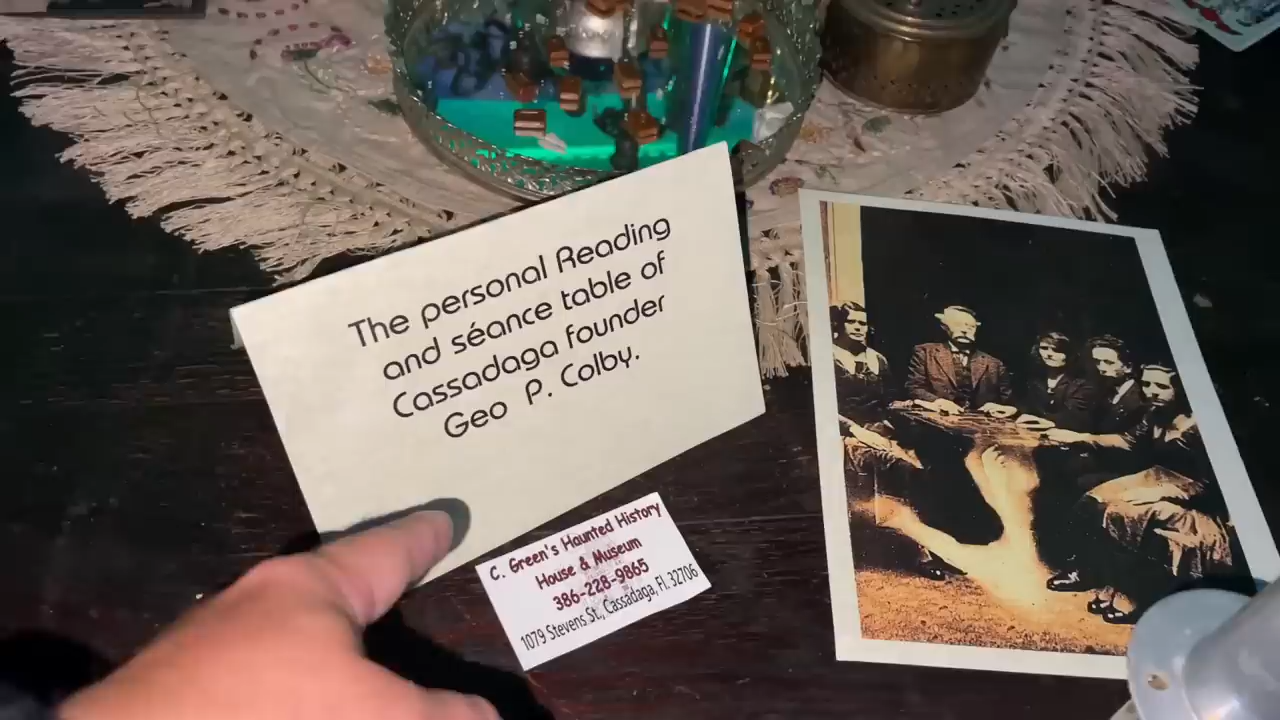 The personal Reading
and séance table of
Cassadaga founder
Geo P. Colby.
C. Green's Haunted History
House & Museum
386-228-9865
1079 Stevens St., Cassadaga, Fl. 32706